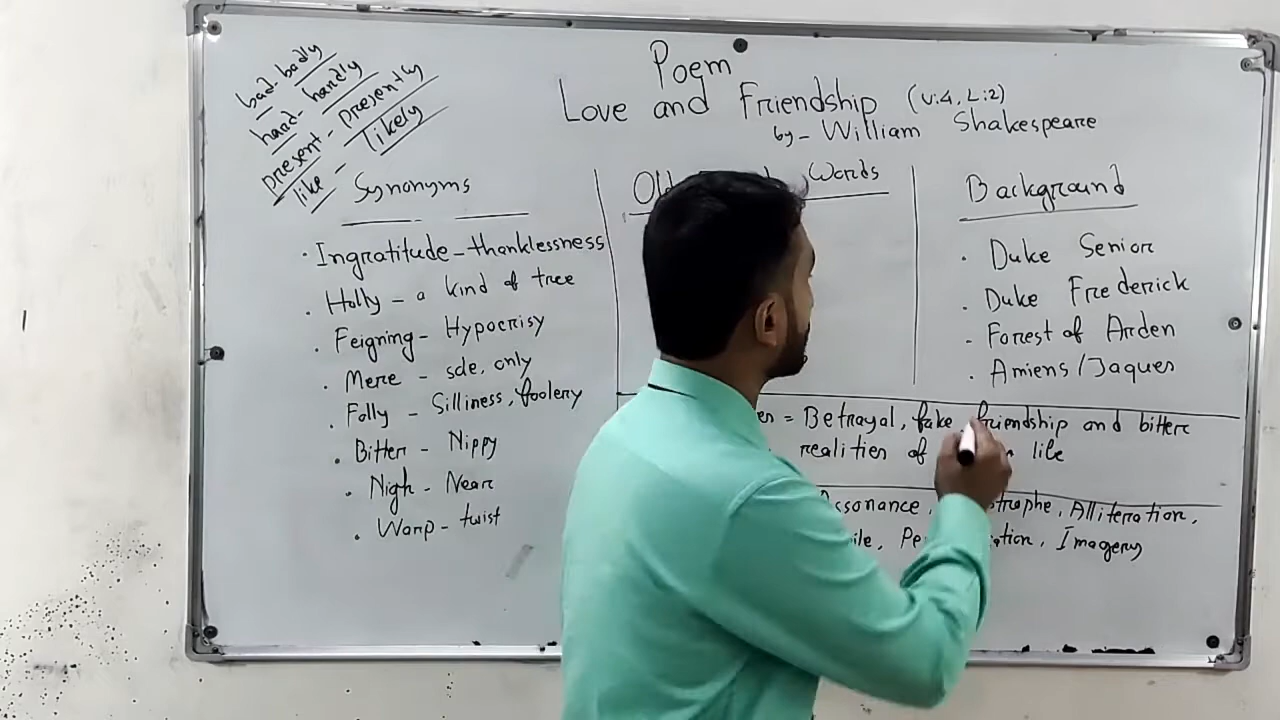 bad-badly
hard-hardly
present-presently
like-likely
Poem
Love and Friendship (U:4, L:2)
by-William Shakespeare
Synonyms
· Ingratitude-thanklessness
· Holly-a kind of tree
· Feigning-Hypocrisy
· Mere-sole, only
· Folly-Silliness, foolery
· Bitter-Nippy
· Nigh-Near
· Warp-twist
Words
Background
· Duke Senior
· Duke Frederick
- Forest of Arden
· Amiens/Jaques
= Betrayal, fake friendship and bitter
realities of life
Assonance, Alliteration,
Imagery